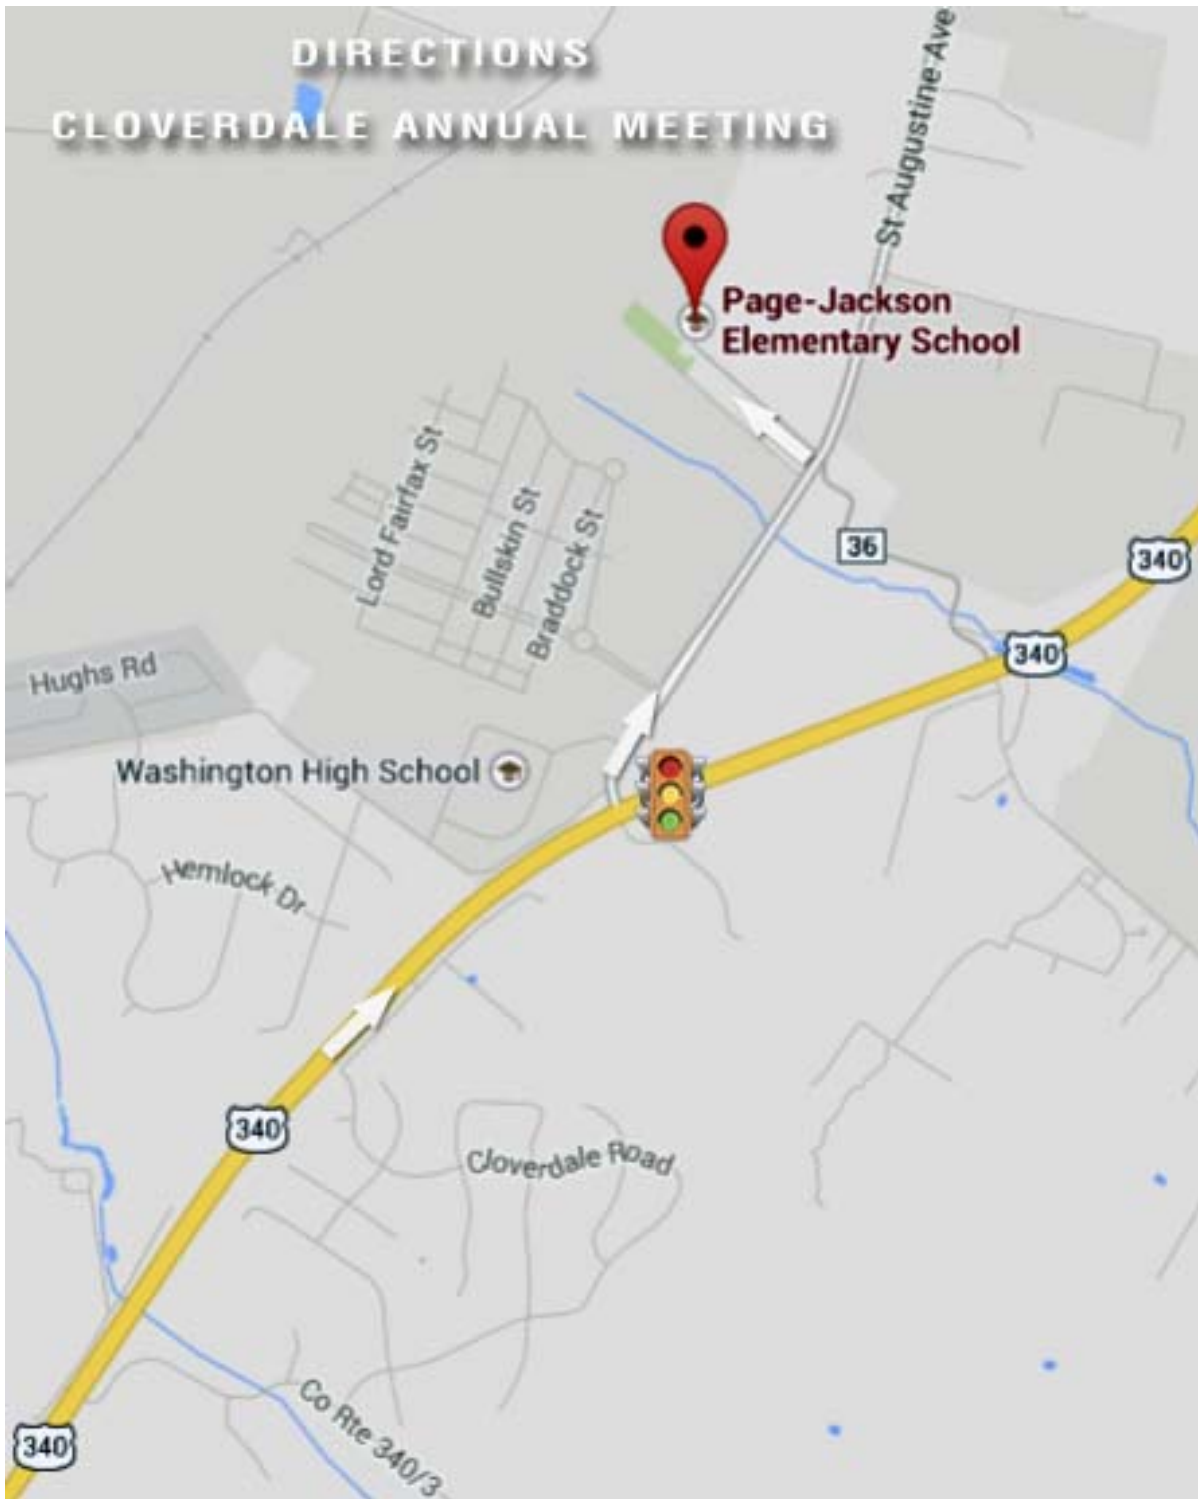 DIRECTIONS
CLOVERDALE ANNUAL MEETING
St Augustine Ave
Page-Jackson
Elementary School
Lord Fairfax St
Bullskin St
Braddock St
36
340
340
Hughs Rd
Washington High School
Hemlock Dr
340
Cloverdale Road
Co Rte 340/3
340